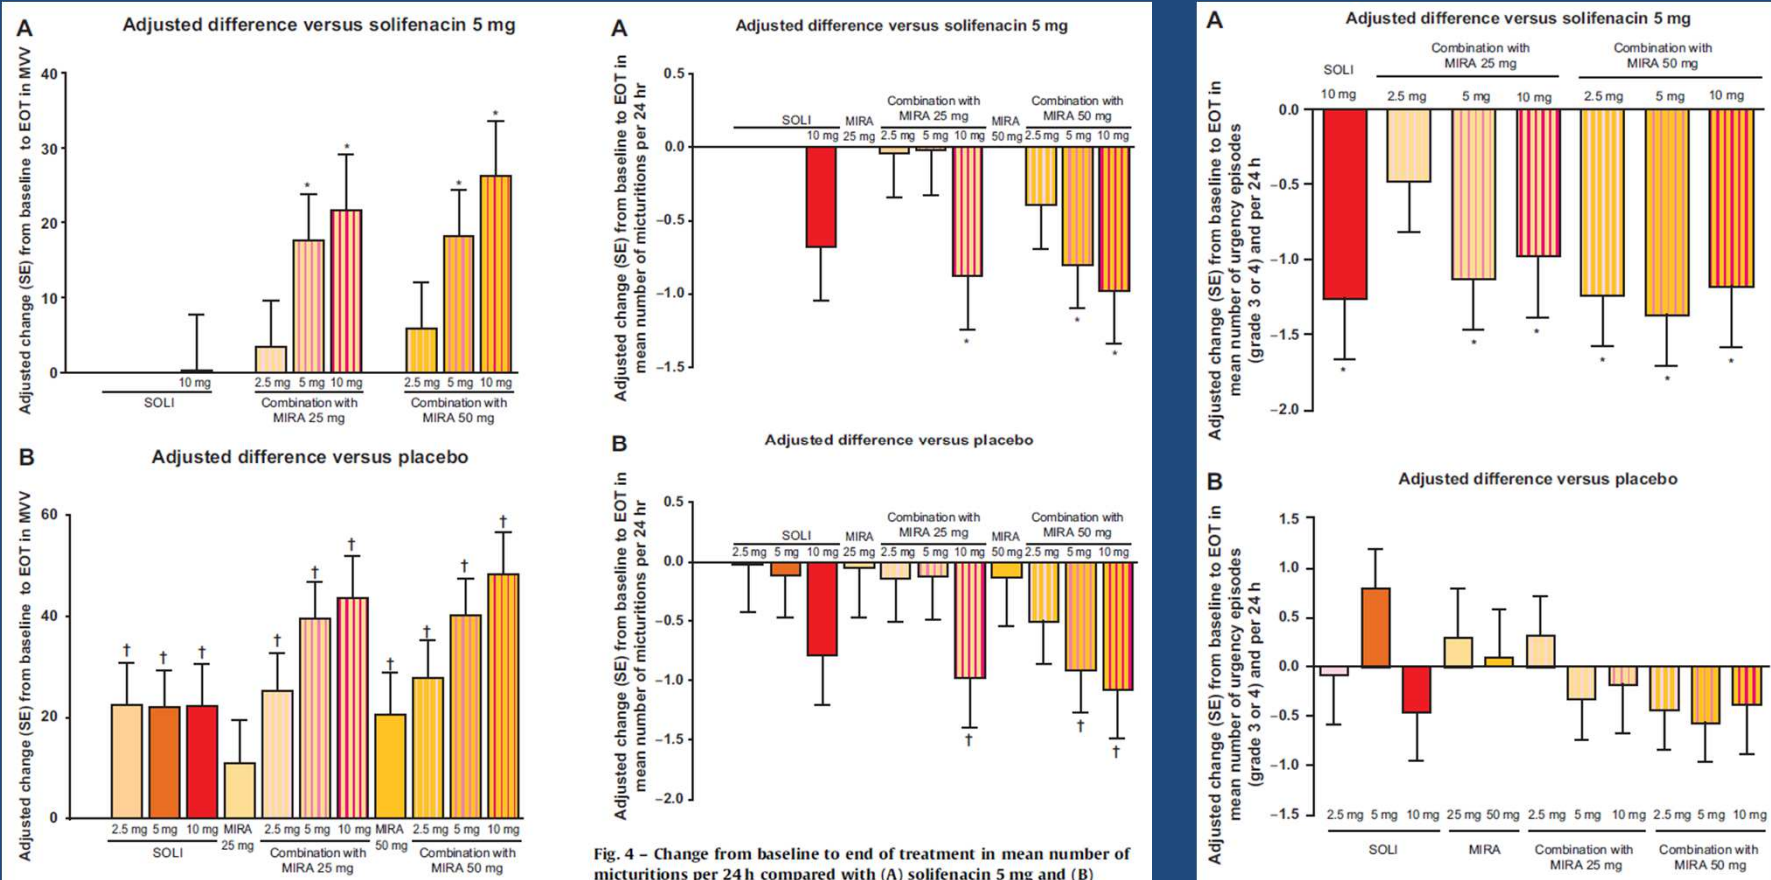 A
Adjusted difference versus solifenacin 5 mg
Adjusted change (SE) from baseline to EOT in MVV
40
30
20
10
0
* * * *
10 mg 2.5 mg 5 mg 10 mg 2.5 mg 5 mg 10 mg
SOLI Combination with Combination with
MIRA 25 mg MIRA 50 mg
B
Adjusted difference versus placebo
Adjusted change (SE) from baseline to EOT in MVV
60
40
20
0
† † † † † † † † † †
2.5 mg 5 mg 10 mg MIRA 2.5 mg 5 mg 10 mg MIRA 2.5 mg 5 mg 10 mg
25 mg 50 mg
SOLI Combination with Combination with
MIRA 25 mg MIRA 50 mg
A
Adjusted difference versus solifenacin 5 mg
Adjusted change (SE) from baseline to EOT in
mean number of micturitions per 24 hr
0.5
0.0
−0.5
−1.0
−1.5
Combination with Combination with
SOLI MIRA MIRA 25 mg MIRA MIRA 50 mg
10 mg 25 mg 2.5 mg 5 mg 10 mg 50 mg 2.5 mg 5 mg 10 mg
* * *
B
Adjusted difference versus placebo
Adjusted change (SE) from baseline to EOT in
mean number of micturitions per 24 hr
0.5
0.0
−0.5
−1.0
−1.5
−2.0
Combination with Combination with
SOLI MIRA MIRA 25 mg MIRA MIRA 50 mg
2.5 mg 5 mg 10 mg 25 mg 2.5 mg 5 mg 10 mg 50 mg 2.5 mg 5 mg 10 mg
† † †
Fig. 4 – Change from baseline to end of treatment in mean number of
micturitions per 24 h compared with (A) solifenacin 5 mg and (B)
A
Adjusted difference versus solifenacin 5 mg
Adjusted change (SE) from baseline to EOT in
mean number of urgency episodes
(grade 3 or 4) and per 24 h
Combination with Combination with
SOLI MIRA 25 mg MIRA 50 mg
10 mg 2.5 mg 5 mg 10 mg 2.5 mg 5 mg 10 mg
0.0
−0.5
−1.0
−1.5
−2.0
* * * * * *
B
Adjusted difference versus placebo
Adjusted change (SE) from baseline to EOT in
mean number of urgency episodes
(grade 3 or 4) and per 24 h
1.5
1.0
0.5
0.0
−0.5
−1.0
−1.5
2.5 mg 5 mg 10 mg 25 mg 50 mg 2.5 mg 5 mg 10 mg 2.5 mg 5 mg 10 mg
SOLI MIRA Combination with Combination with
MIRA 25 mg MIRA 50 mg